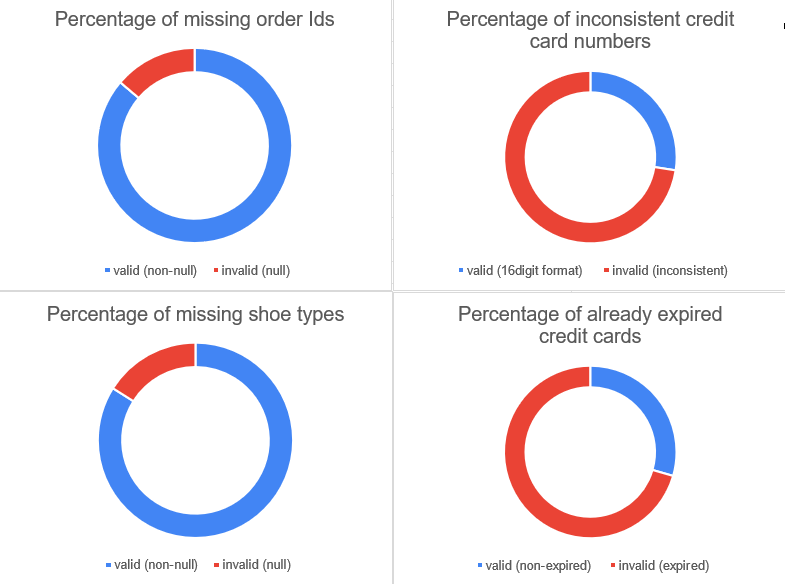 Percentage of missing order Ids
valid (non-null) invalid (null)
Percentage of inconsistent credit
card numbers
valid (16digit format) invalid (inconsistent)
Percentage of missing shoe types
valid (non-null) invalid (null)
Percentage of already expired
credit cards
valid (non-expired) invalid (expired)